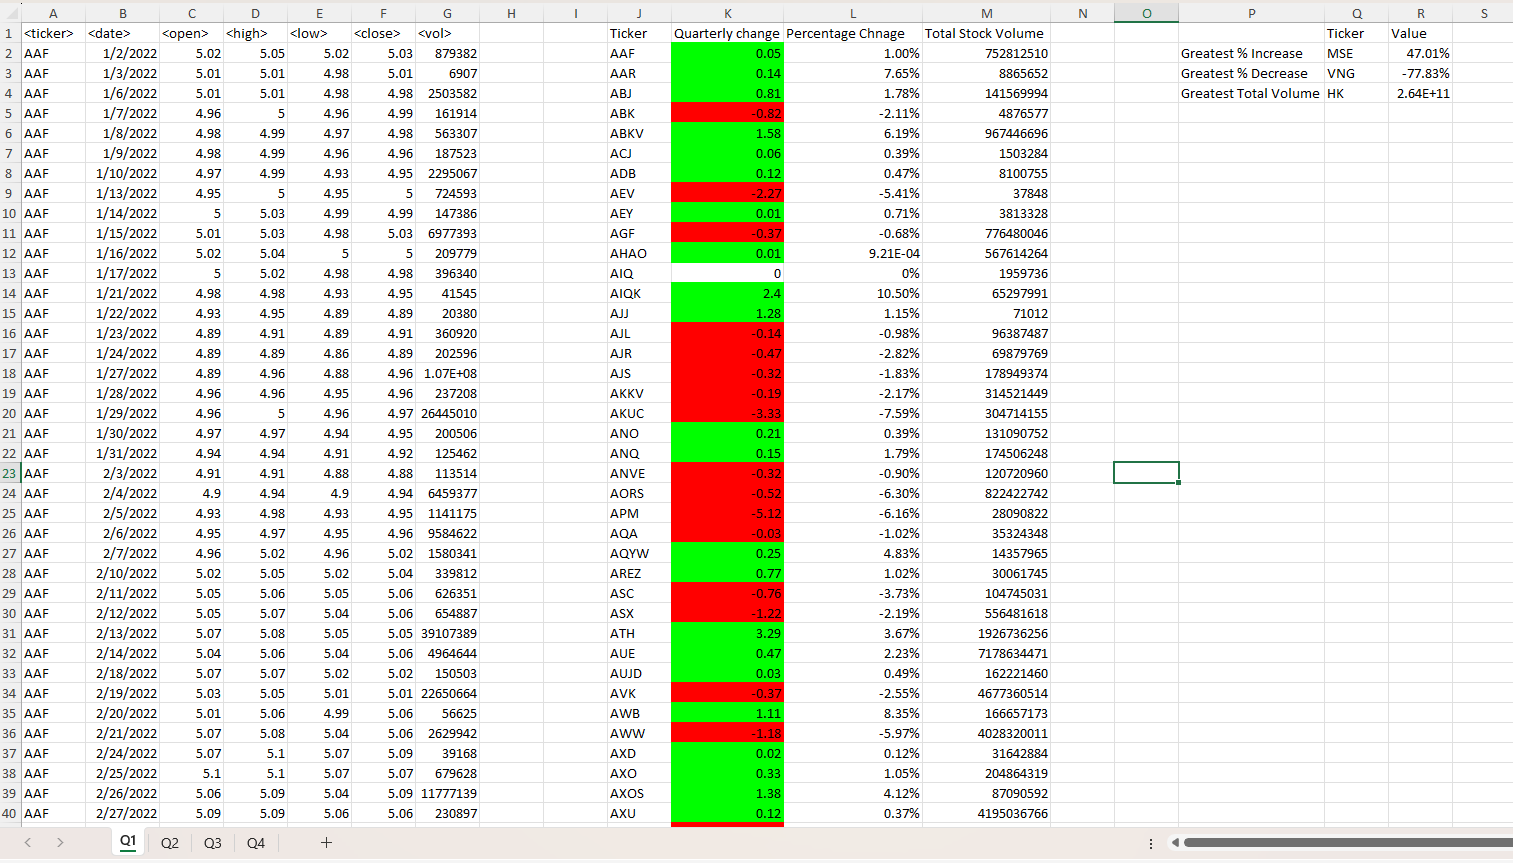 A B C D E F G H I J K L M N O P Q R S
1 <ticker> <date> <open> <high> <low> <close> <vol> Ticker Quarterly change Percentage Chnage Total Stock Volume Ticker Value
2 AAF 1/2/2022 5.02 5.05 5.02 5.03 879382 AAF 0.05 1.00% 752812510 Greatest % Increase MSE 47.01%
3 AAF 1/3/2022 5.01 5.01 4.98 5.01 6907 AAR 0.14 7.65% 8865652 Greatest % Decrease VNG -77.83%
4 AAF 1/6/2022 5.01 5.01 4.98 4.98 2503582 ABJ 0.81 1.78% 141569994 Greatest Total Volume HK 2.64E+11
5 AAF 1/7/2022 4.96 5 4.96 4.99 161914 ABK -0.82 -2.11% 4876577
6 AAF 1/8/2022 4.98 4.99 4.97 4.98 563307 ABKV 1.58 6.19% 967446696
7 AAF 1/9/2022 4.98 4.99 4.96 4.96 187523 ACJ 0.06 0.39% 1503284
8 AAF 1/10/2022 4.97 4.99 4.93 4.95 2295067 ADB 0.12 0.47% 8100755
9 AAF 1/13/2022 4.95 5 4.95 5 724593 AEV -2.27 -5.41% 37848
10 AAF 1/14/2022 5 5.03 4.99 4.99 147386 AEY 0.01 0.71% 3813328
11 AAF 1/15/2022 5.01 5.03 4.98 5.03 6977393 AGF -0.37 -0.68% 776480046
12 AAF 1/16/2022 5.02 5.04 5 5 209779 AHAO 0.01 9.21E-04 567614264
13 AAF 1/17/2022 5 5.02 4.98 4.98 396340 AIQ 0 0% 1959736
14 AAF 1/21/2022 4.98 4.98 4.93 4.95 41545 AIQK 2.4 10.50% 65297991
15 AAF 1/22/2022 4.93 4.95 4.89 4.89 20380 AJJ 1.28 1.15% 71012
16 AAF 1/23/2022 4.89 4.91 4.89 4.91 360920 AJL -0.14 -0.98% 96387487
17 AAF 1/24/2022 4.89 4.89 4.86 4.89 202596 AJR -0.47 -2.82% 69879769
18 AAF 1/27/2022 4.89 4.96 4.88 4.96 1.07E+08 AJS -0.32 -1.83% 178949374
19 AAF 1/28/2022 4.96 4.96 4.95 4.96 237208 AKKV -0.19 -2.17% 314521449
20 AAF 1/29/2022 4.96 5 4.96 4.97 26445010 AKUC -3.33 -7.59% 304714155
21 AAF 1/30/2022 4.97 4.97 4.94 4.95 200506 ANO 0.21 0.39% 131090752
22 AAF 1/31/2022 4.94 4.94 4.91 4.92 125462 ANQ 0.15 1.79% 174506248
23 AAF 2/3/2022 4.91 4.91 4.88 4.88 113514 ANVE -0.32 -0.90% 120720960
24 AAF 2/4/2022 4.9 4.94 4.9 4.94 6459377 AORS -0.52 -6.30% 822422742
25 AAF 2/5/2022 4.93 4.98 4.93 4.95 1141175 APM -5.12 -6.16% 28090822
26 AAF 2/6/2022 4.95 4.97 4.95 4.96 9584622 AQA -0.03 -1.02% 35324348
27 AAF 2/7/2022 4.96 5.02 4.96 5.02 1580341 AQYW 0.25 4.83% 14357965
28 AAF 2/10/2022 5.02 5.05 5.02 5.04 339812 AREZ 0.77 1.02% 30061745
29 AAF 2/11/2022 5.05 5.06 5.05 5.06 626351 ASC -0.76 -3.73% 104745031
30 AAF 2/12/2022 5.05 5.07 5.04 5.06 654887 ASX -1.22 -2.19% 556481618
31 AAF 2/13/2022 5.07 5.08 5.05 5.05 39107389 ATH 3.29 3.67% 1926736256
32 AAF 2/14/2022 5.04 5.06 5.04 5.06 4964644 AUE 0.47 2.23% 7178634471
33 AAF 2/18/2022 5.07 5.07 5.02 5.02 150503 AUJD 0.03 0.49% 162221460
34 AAF 2/19/2022 5.03 5.05 5.01 5.01 22650664 AVK -0.37 -2.55% 4677360514
35 AAF 2/20/2022 5.01 5.06 4.99 5.06 56625 AWB 1.11 8.35% 166657173
36 AAF 2/21/2022 5.07 5.08 5.04 5.06 2629942 AWW -1.18 -5.97% 4028320011
37 AAF 2/24/2022 5.07 5.1 5.07 5.09 39168 AXD 0.02 0.12% 31642884
38 AAF 2/25/2022 5.1 5.1 5.07 5.07 679628 AXO 0.33 1.05% 204864319
39 AAF 2/26/2022 5.06 5.09 5.04 5.09 11777139 AXOS 1.38 4.12% 87090592
40 AAF 2/27/2022 5.09 5.09 5.06 5.06 230897 AXU 0.12 0.37% 4195036766
Q1 Q2 Q3 Q4